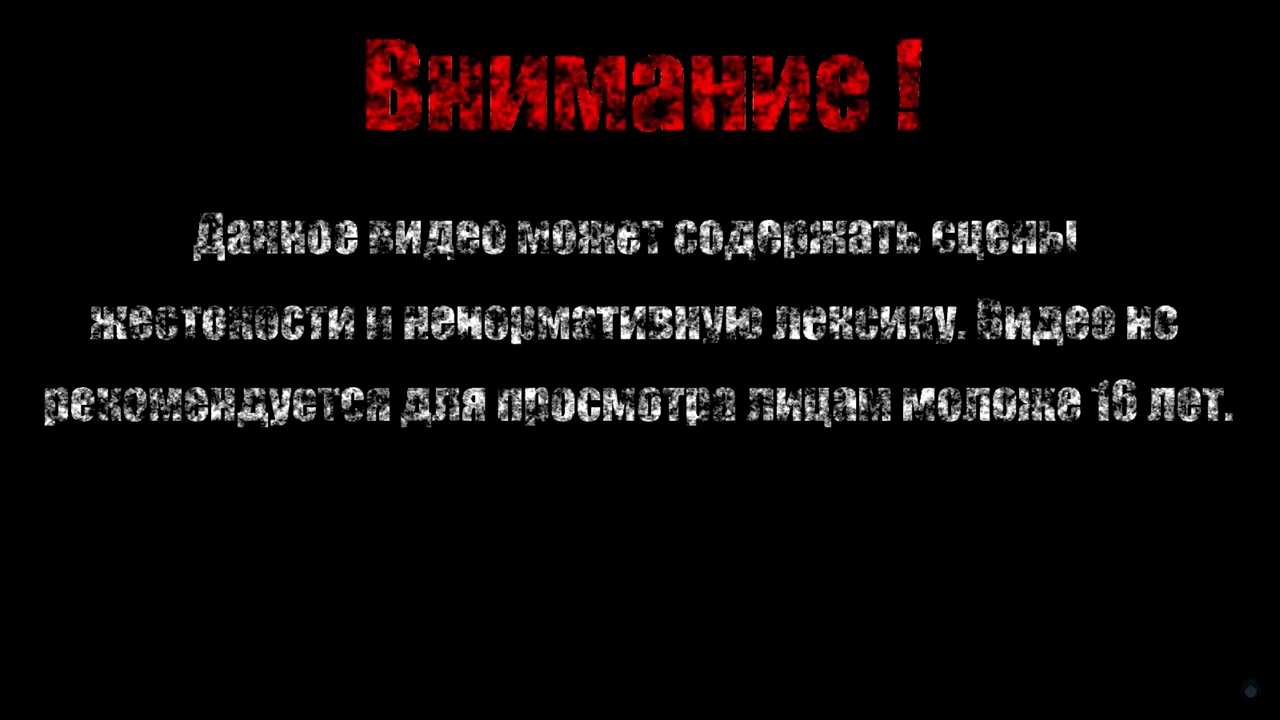 Внимание !
Данное видео может содержать сцены
жестокости и ненормативную лексику. Видео не
рекомендуется для просмотра лицам моложе 16 лет.